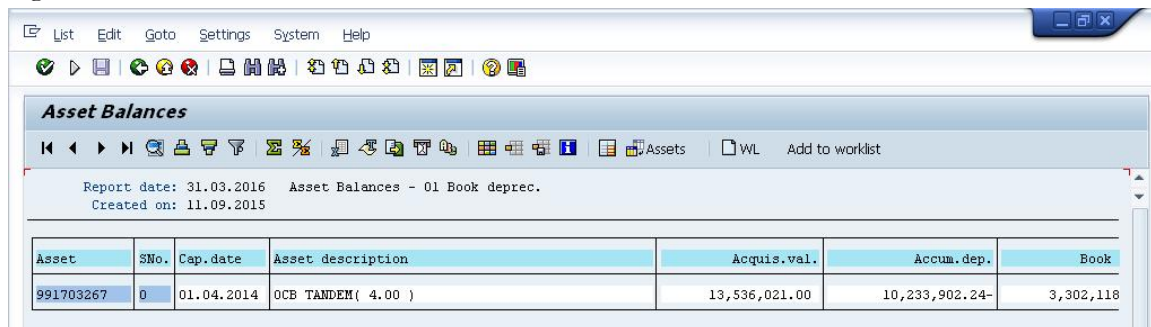 List Edit Goto Settings System Help
Asset Balances
Assets WL Add to worklist
Report date: 31.03.2016 Asset Balances - 01 Book deprec.
Created on: 11.09.2015
Asset SNo. Cap.date Asset description Acquis.val. Accum.dep. Book
991703267 0 01.04.2014 OCB TANDEM( 4.00 ) 13,536,021.00 10,233,902.24- 3,302,118